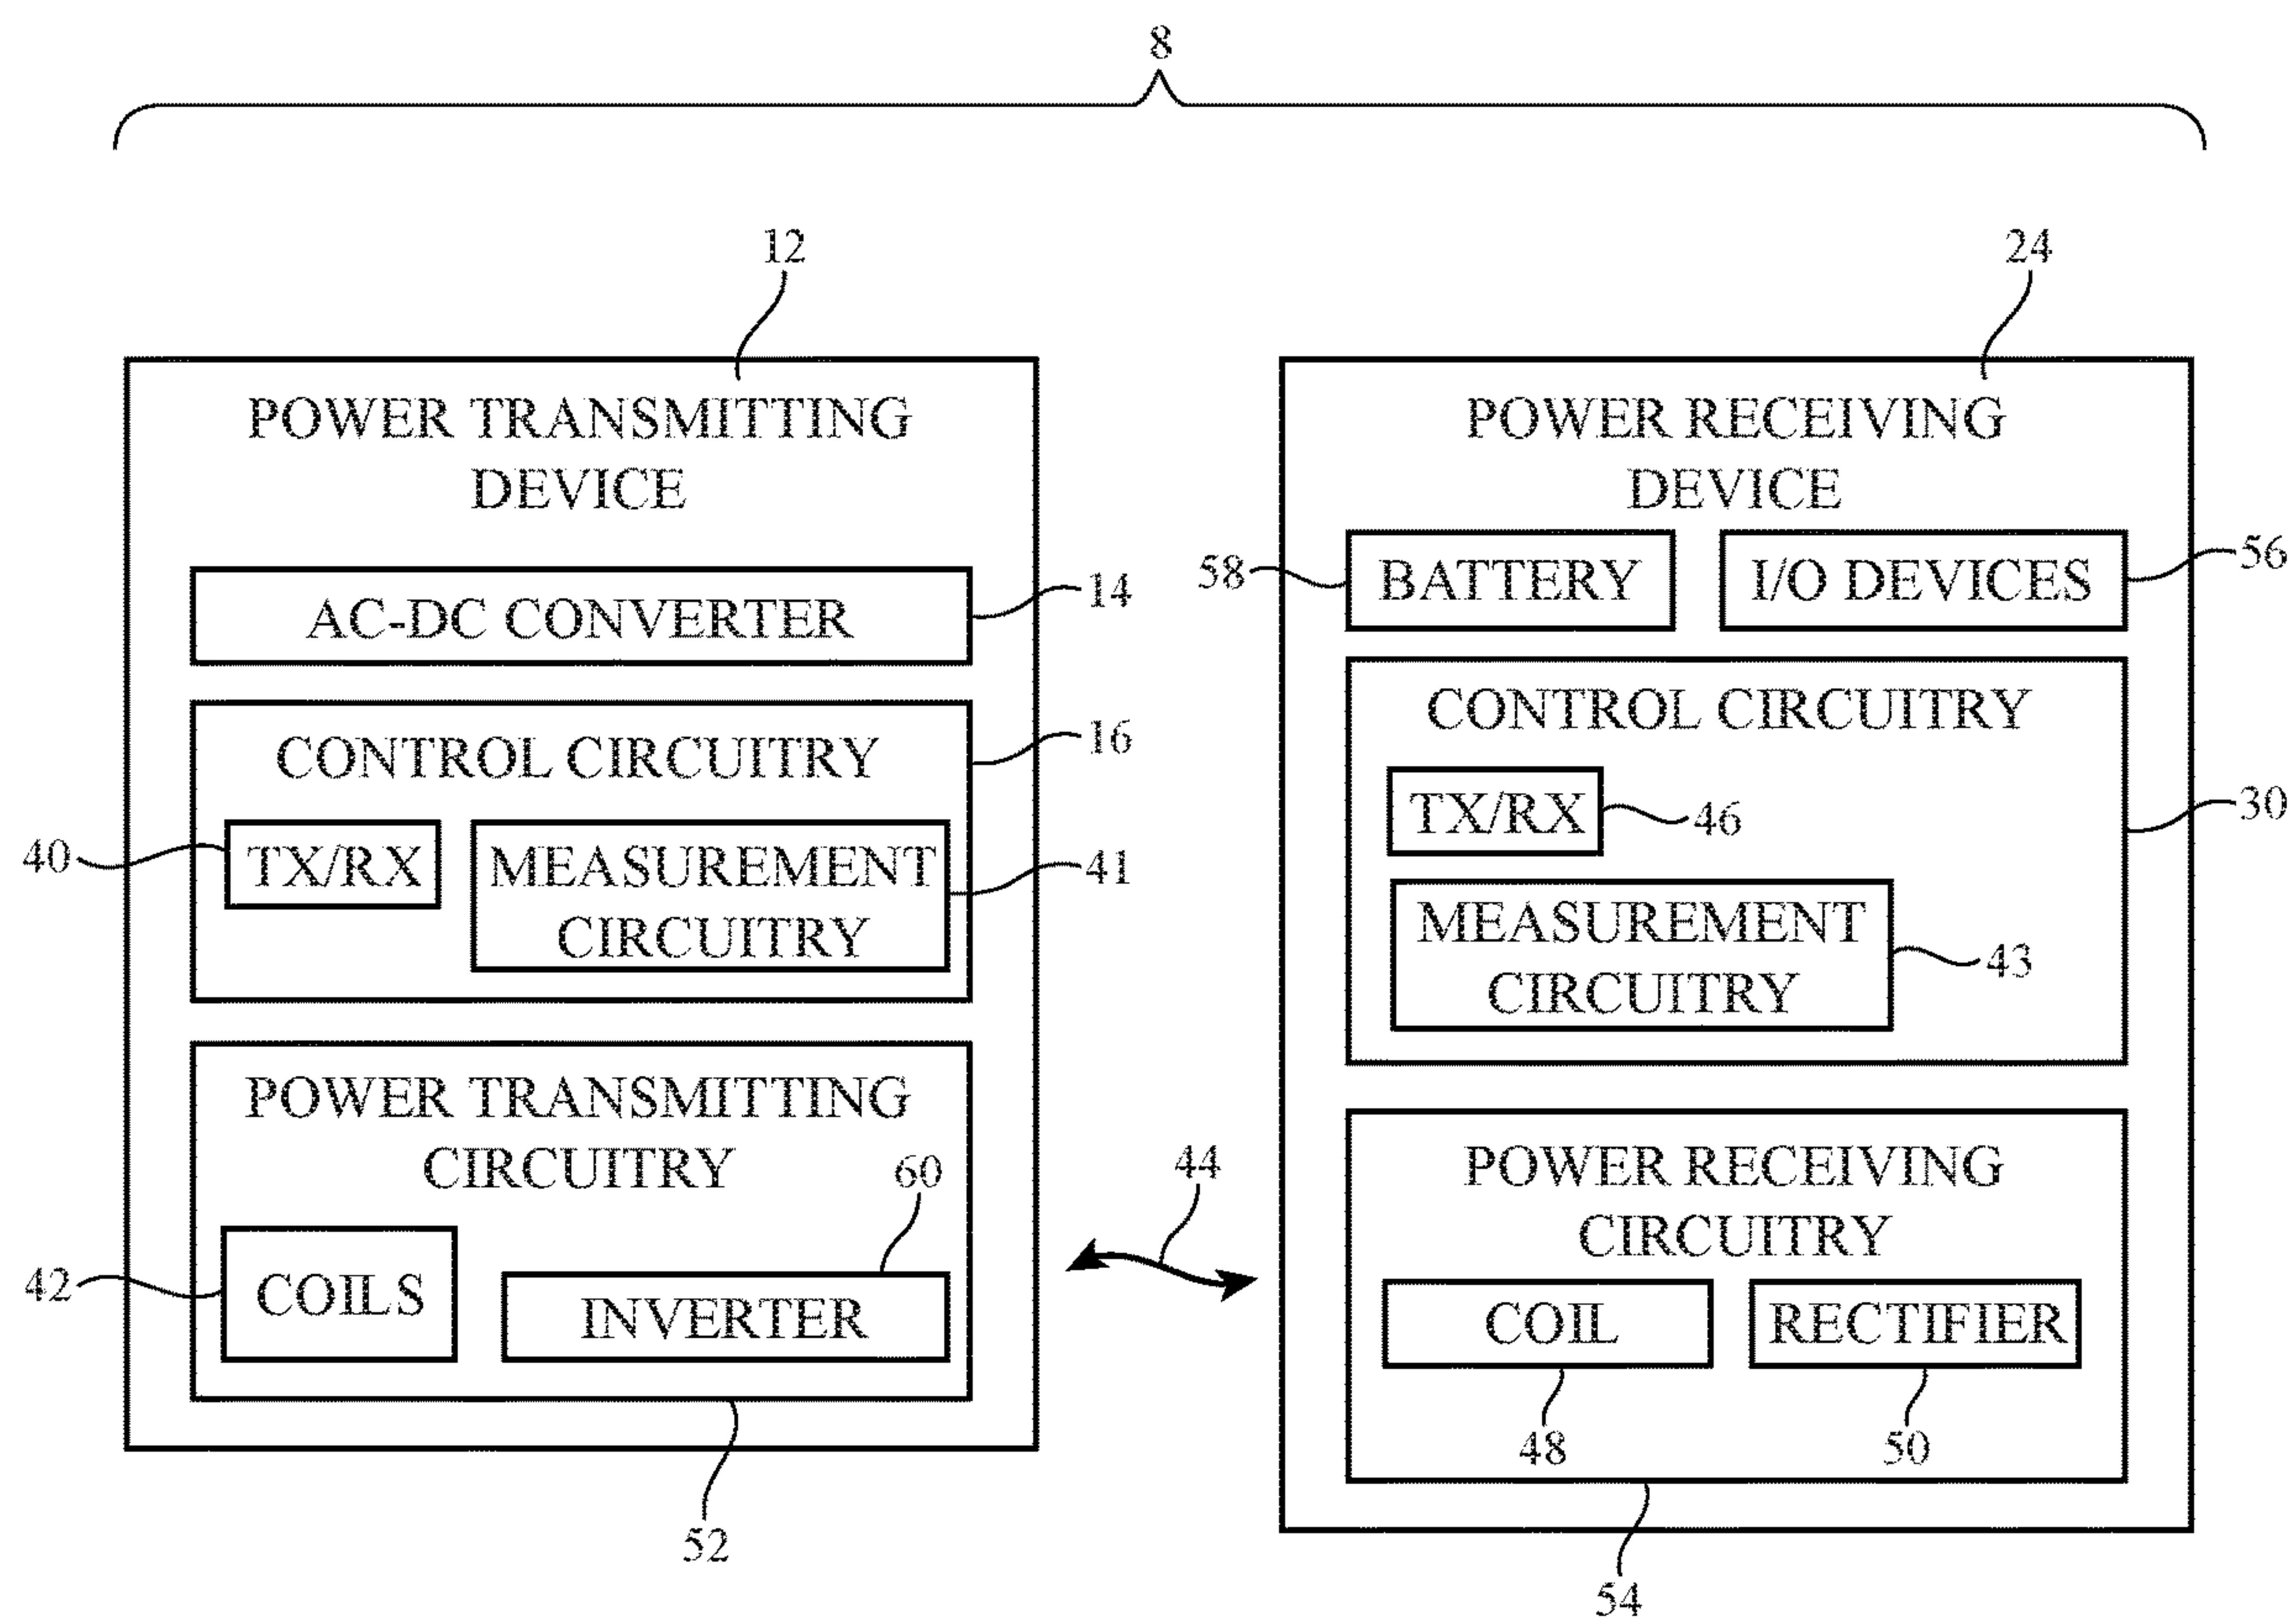 8
12
POWER TRANSMITTING
DEVICE
AC-DC CONVERTER
14
CONTROL CIRCUITRY
16
40
TX/RX
MEASUREMENT
CIRCUITRY
41
POWER TRANSMITTING
CIRCUITRY
60
42
COILS
INVERTER
52
44
24
POWER RECEIVING
DEVICE
58
BATTERY
I/O DEVICES
56
CONTROL CIRCUITRY
TX/RX
46
30
MEASUREMENT
CIRCUITRY
43
POWER RECEIVING
CIRCUITRY
COIL
RECTIFIER
48
50
54